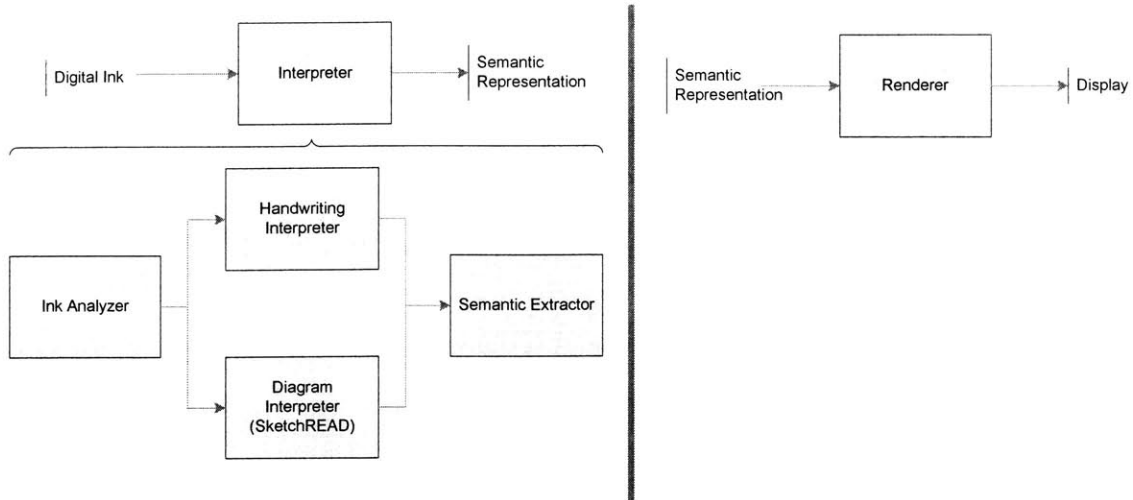 Digital Ink
Interpreter
Semantic
Representation
Handwriting
Interpreter
Ink Analyzer
Semantic Extractor
Diagram
Interpreter
(SketchREAD)
Semantic
Representation
Renderer
Display